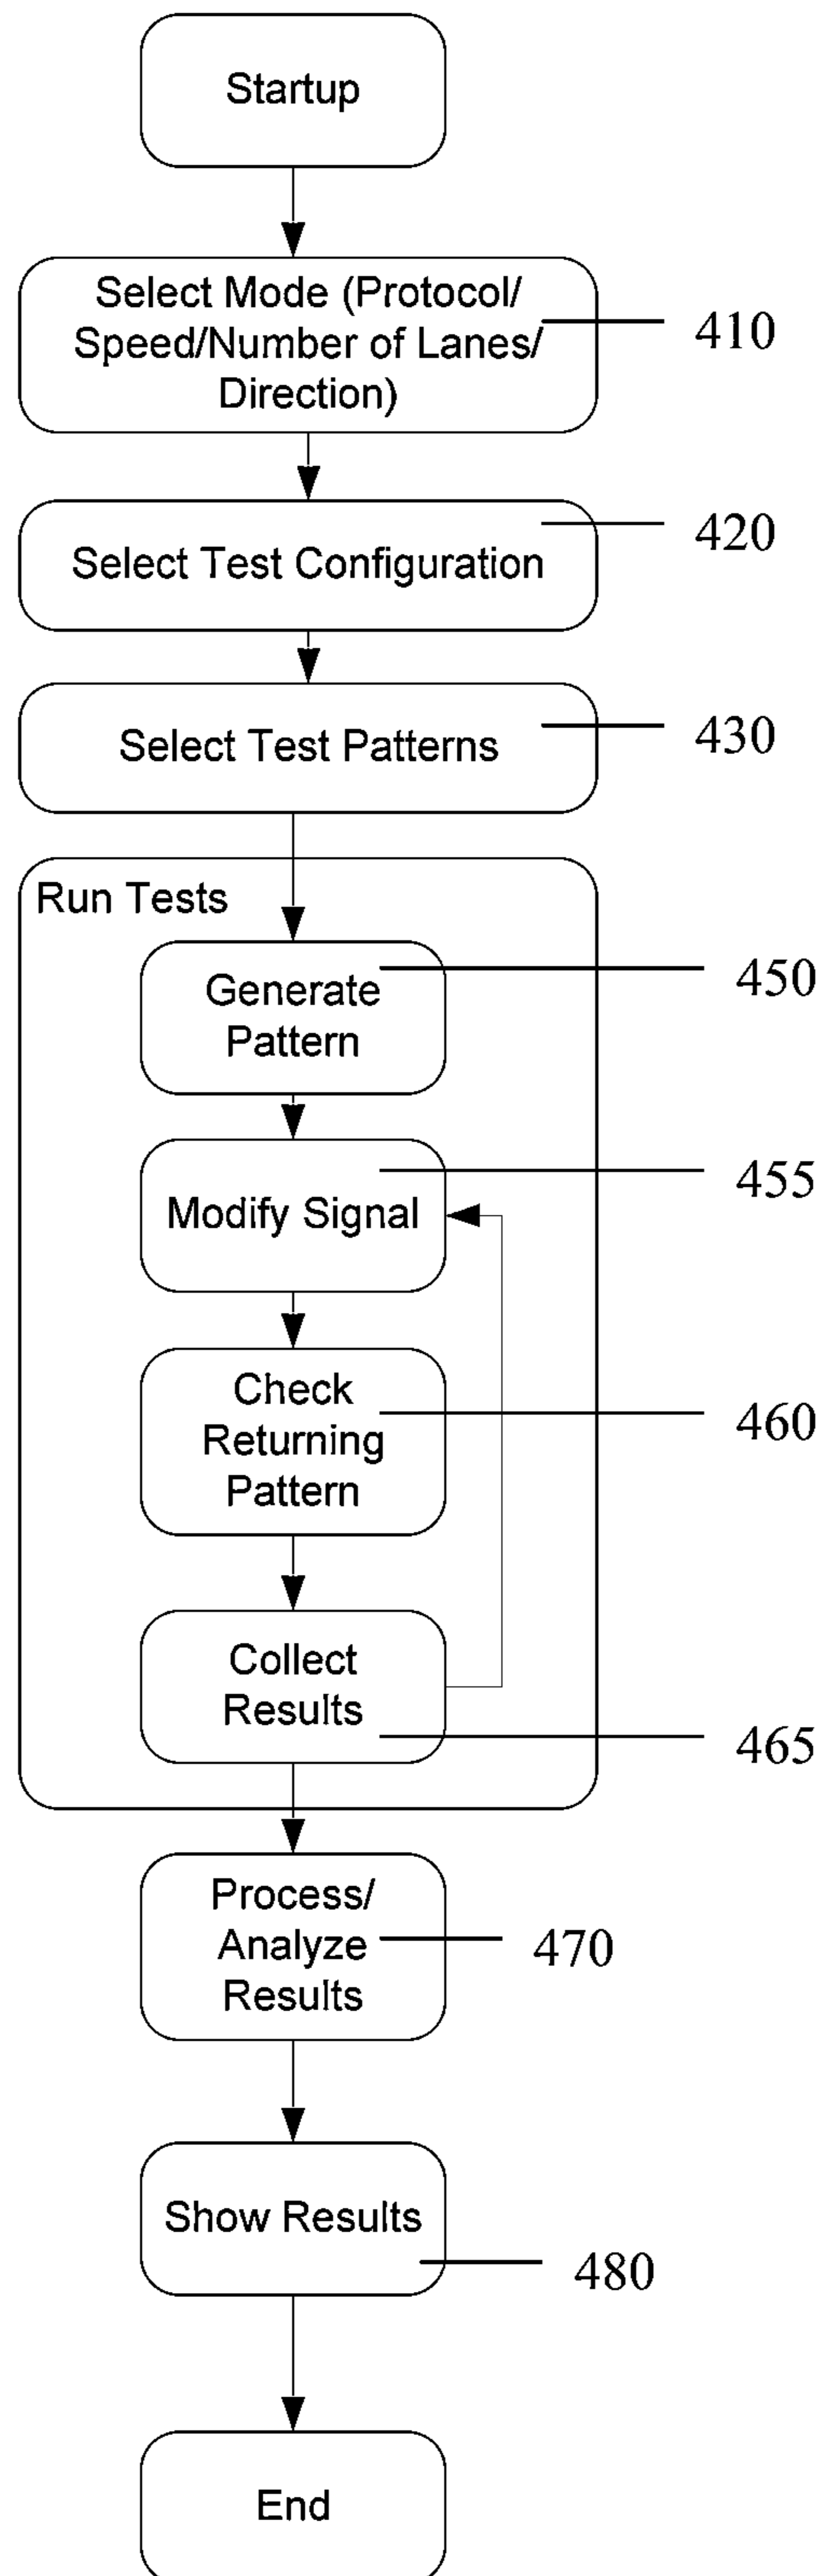 Startup
Select Mode (Protocol/
Speed/Number of Lanes/
Direction)
410
Select Test Configuration
420
Select Test Patterns
430
Run Tests
Generate
Pattern
450
Modify Signal
455
Check
Returning
Pattern
460
Collect
Results
465
Process/
Analyze
Results
470
Show Results
480
End